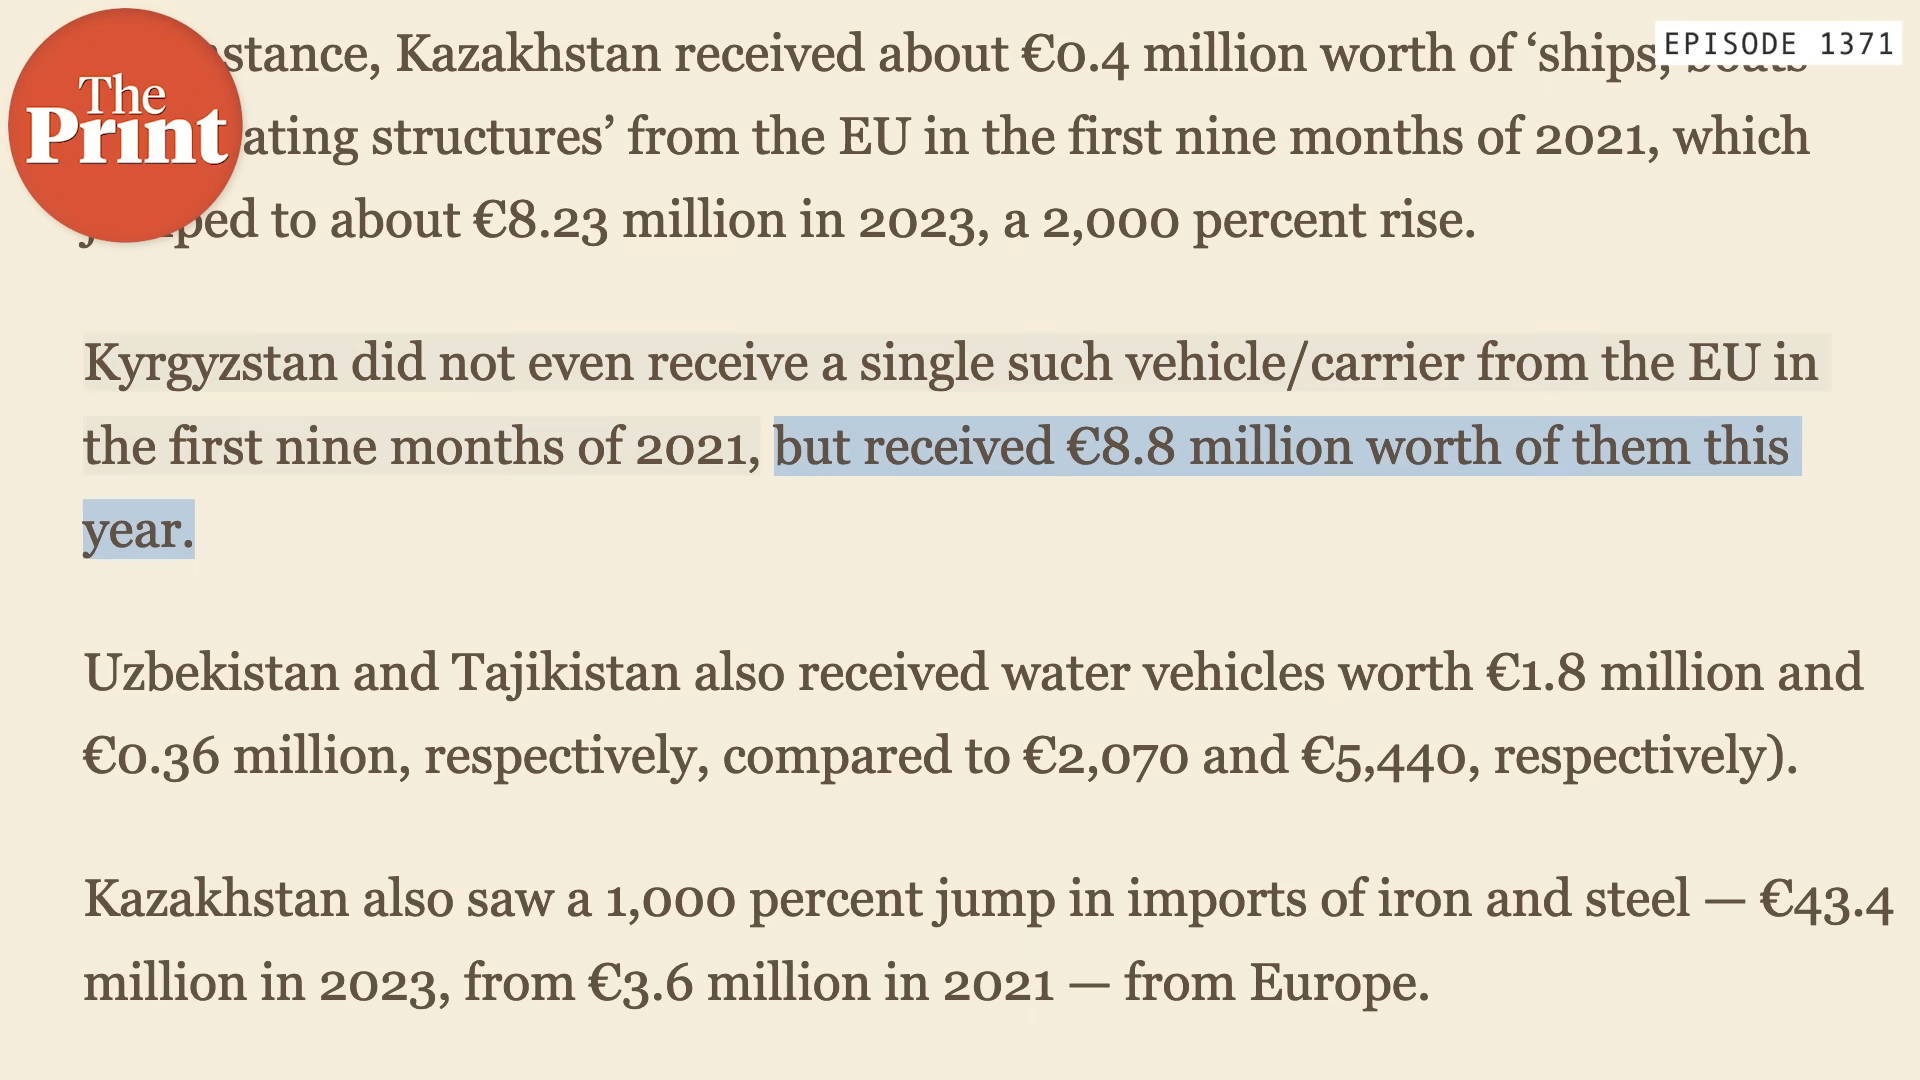 The
Print
EPISODE 1371
stance, Kazakhstan received about €0.4 million worth of ‘ships,
ating structures’ from the EU in the first nine months of 2021, which
ped to about €8.23 million in 2023, a 2,000 percent rise.
Kyrgyzstan did not even receive a single such vehicle/carrier from the EU in
the first nine months of 2021, but received €8.8 million worth of them this
year.
Uzbekistan and Tajikistan also received water vehicles worth €1.8 million and
€0.36 million, respectively, compared to €2,070 and €5,440, respectively).
Kazakhstan also saw a 1,000 percent jump in imports of iron and steel — €43.4
million in 2023, from €3.6 million in 2021 — from Europe.